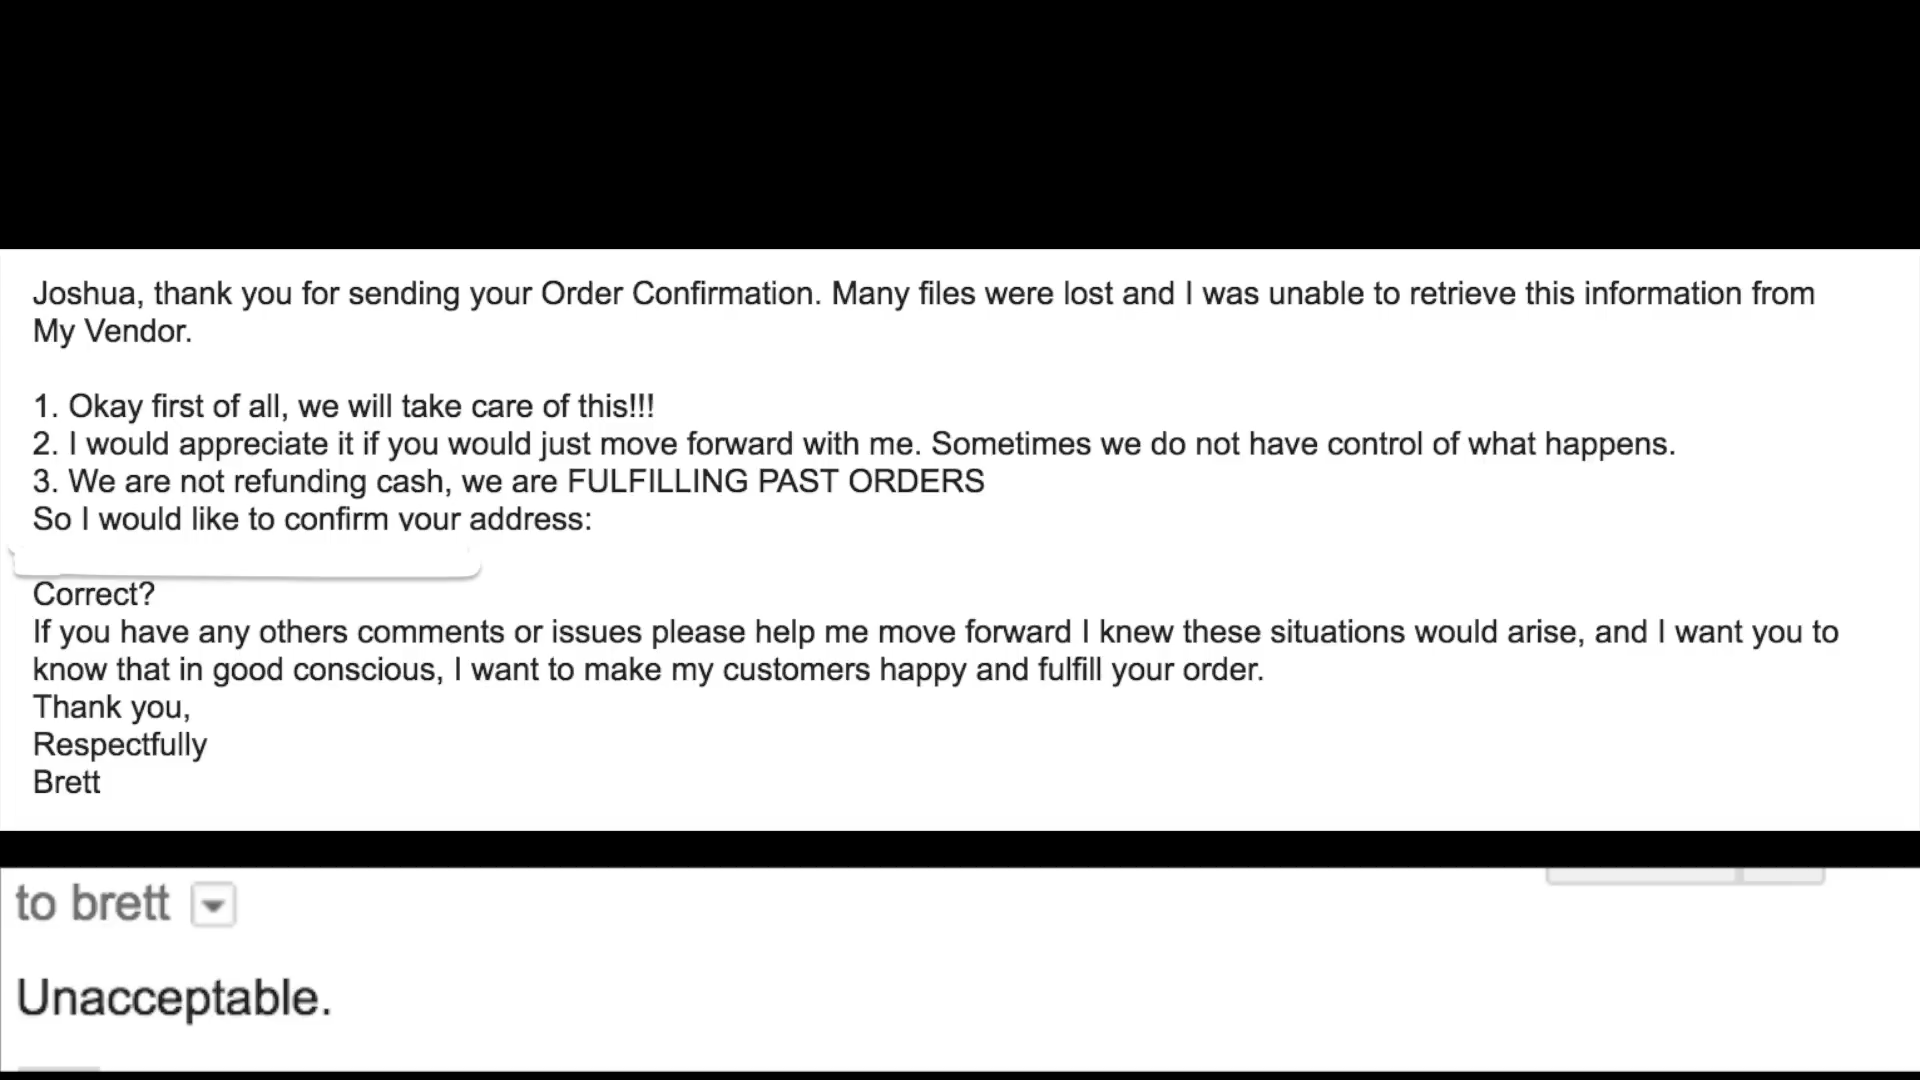 Joshua, thank you for sending your Order Confirmation. Many files were lost and I was unable to retrieve this information from
My Vendor.
1. Okay first of all, we will take care of this!!!
2. I would appreciate it if you would just move forward with me. Sometimes we do not have control of what happens.
3. We are not refunding cash, we are FULFILLING PAST ORDERS
So I would like to confirm your address:
Correct?
If you have any others comments or issues please help me move forward I knew these situations would arise, and I want you to
know that in good conscious, I want to make my customers happy and fulfill your order.
Thank you,
Respectfully
Brett
to brett
Unacceptable.